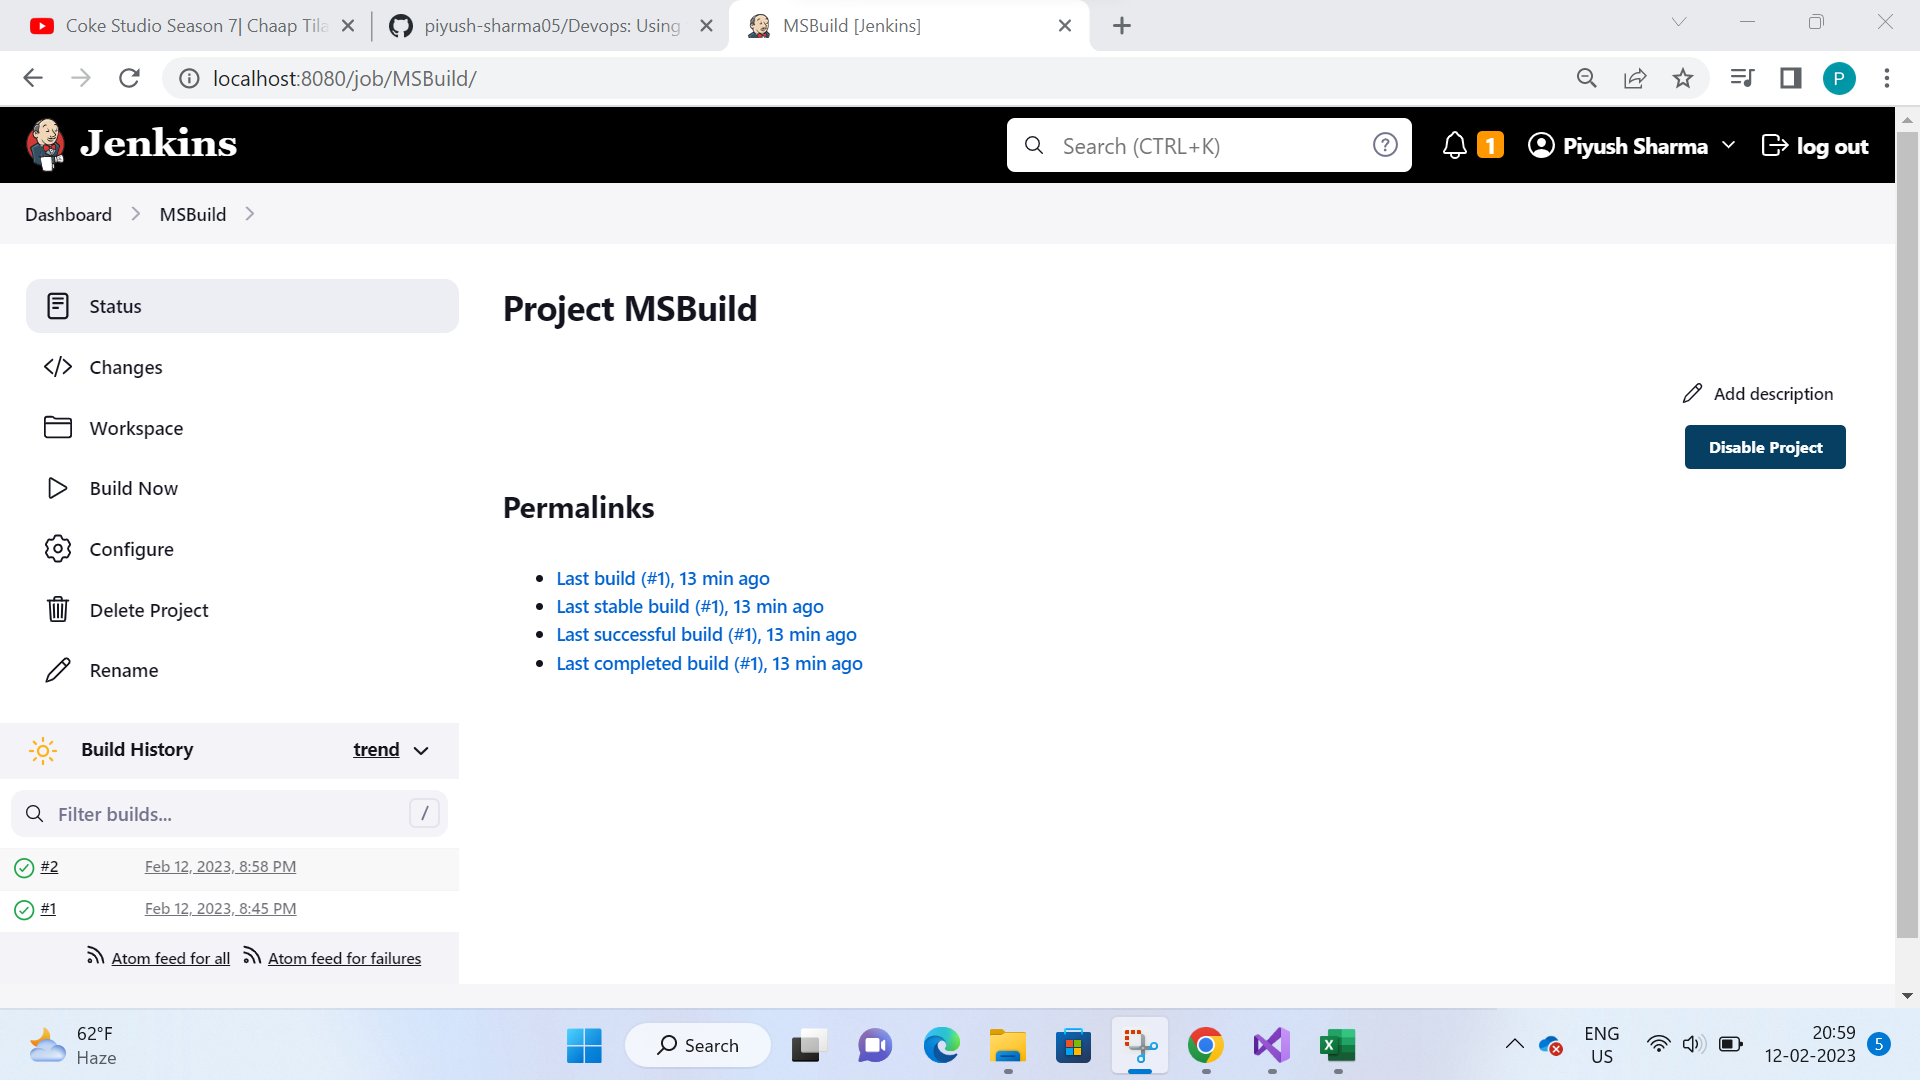 Coke Studio Season 7| Chaap Tila
piyush-sharma05/Devops: Using
MSBuild [Jenkins]
localhost:8080/job/MSBuild/
P
Jenkins
Search (CTRL+K)
?
1
Piyush Sharma
log out
Dashboard
MSBuild
Status
Changes
Workspace
Build Now
Configure
Delete Project
Rename
Project MSBuild
Add description
Disable Project
Permalinks
Last build (#1), 13 min ago
Last stable build (#1), 13 min ago
Last successful build (#1), 13 min ago
Last completed build (#1), 13 min ago
Build History
trend
Filter builds...
/
#2 Feb 12, 2023, 8:58 PM
#1 Feb 12, 2023, 8:45 PM
Atom feed for all Atom feed for failures
62°F
Haze
Search
ENG
US
20:59
12-02-2023
5